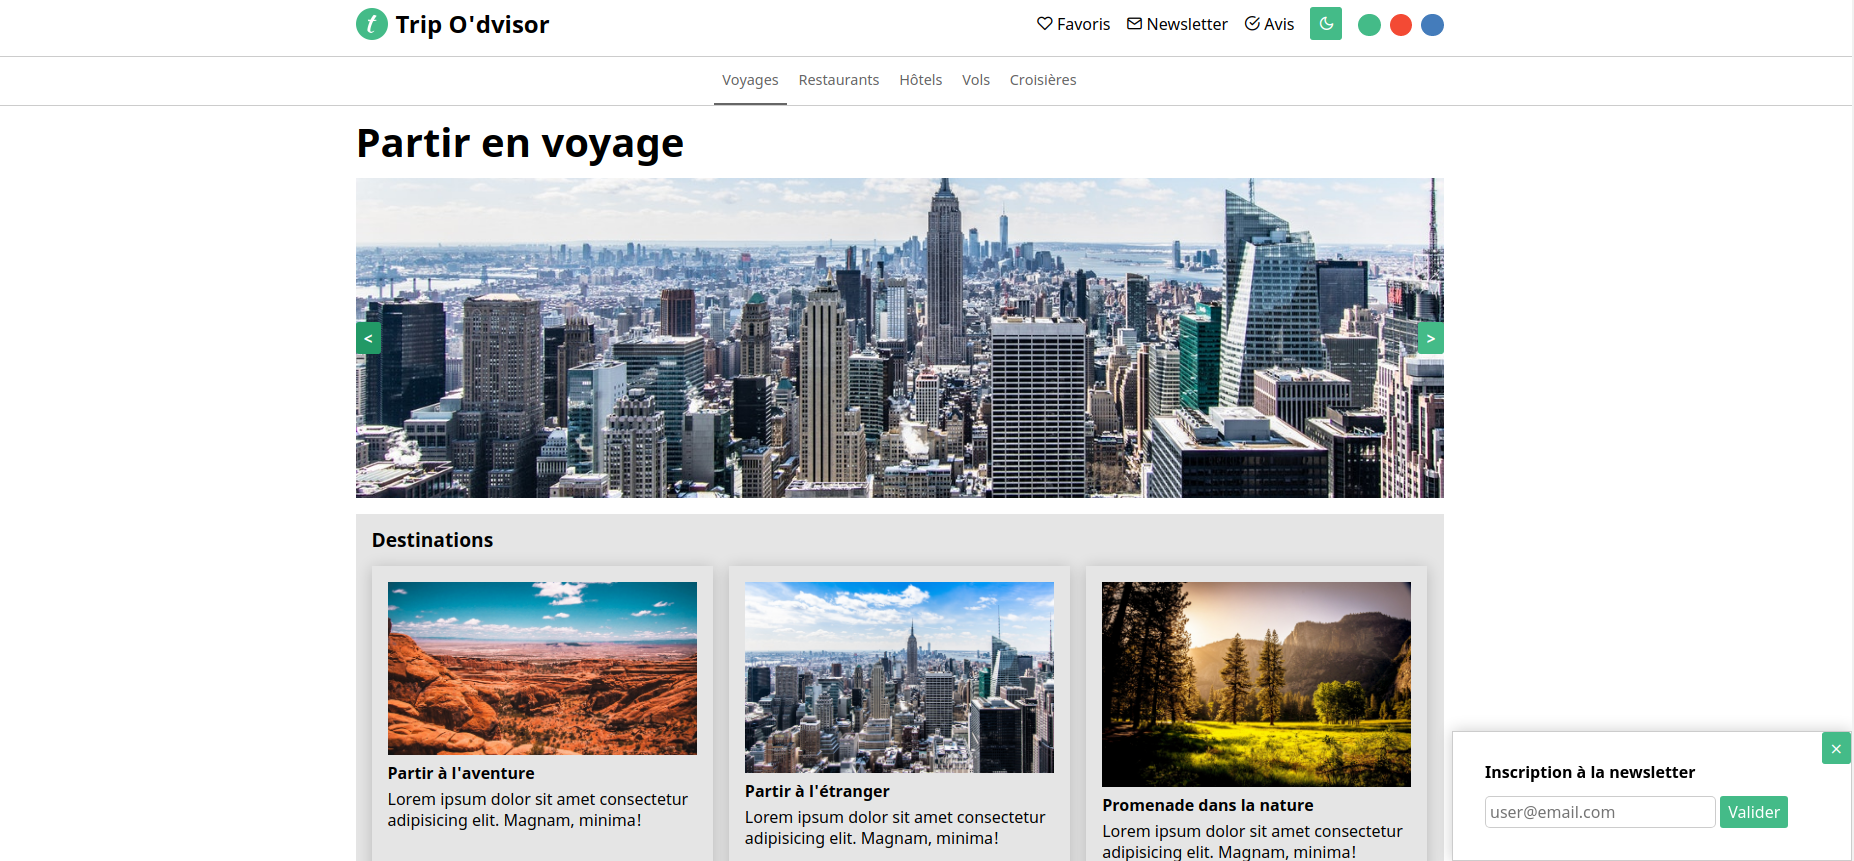 t Trip O'dvisor
Favoris Newsletter Avis
Voyages Restaurants Hôtels Vols Croisières
Partir en voyage
< >
Destinations
Partir à l'aventure
Lorem ipsum dolor sit amet consectetur
adipisicing elit. Magnam, minima!
Partir à l'étranger
Lorem ipsum dolor sit amet consectetur
adipisicing elit. Magnam, minima!
Promenade dans la nature
Lorem ipsum dolor sit amet consectetur
adipisicing elit. Magnam, minima!
×
Inscription à la newsletter
user@email.com Valider